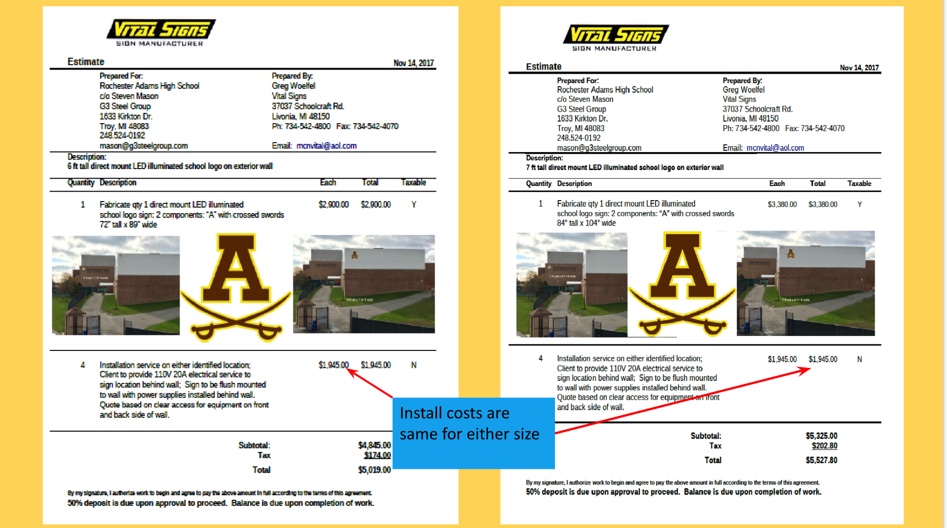 VITAL SIGNS
SIGN MANUFACTURER
Estimate Nov 14, 2017
Prepared For: Prepared By:
Rochester Adams High School Greg Woelfel
c/o Steven Mason Vital Signs
G3 Steel Group 37037 Schoolcraft Rd.
1633 Kirkton Dr. Livonia, MI 48150
Troy, MI 48083 Ph: 734-542-4800 Fax: 734-542-4070
248.524-0192
mason@g3steelgroup.com Email: mcnvital@aol.com
Description:
6 ft tall direct mount LED illuminated school logo on exterior wall
Quantity Description Each Total Taxable
1 Fabricate qty 1 direct mount LED illuminated $2,900.00 $2,900.00 Y
school logo sign: 2 components: "A" with crossed swords
72" tall x 89" wide
A
4 Installation service on either identified location; $1,945.00 $1,945.00 N
Client to provide 110V 20A electrical service to
sign location behind wall; Sign to be flush mounted
to wall with power supplies installed behind wall.
Quote based on clear access for equipment on front
and back side of wall.
Subtotal: $4,845.00
Tax $174.00
Total $5,019.00
By my signature, I authorize work to begin and agree to pay the above amount in full according to the terms of this agreement.
50% deposit is due upon approval to proceed. Balance is due upon completion of work.
Install costs are
same for either size
VITAL SIGNS
SIGN MANUFACTURER
Estimate Nov 14, 2017
Prepared For: Prepared By:
Rochester Adams High School Greg Woelfel
c/o Steven Mason Vital Signs
G3 Steel Group 37037 Schoolcraft Rd.
1633 Kirkton Dr. Livonia, MI 48150
Troy, MI 48083 Ph: 734-542-4800 Fax: 734-542-4070
248.524-0192
mason@g3steelgroup.com Email: mcnvital@aol.com
Description:
7 ft tall direct mount LED illuminated school logo on exterior wall
Quantity Description Each Total Taxable
1 Fabricate qty 1 direct mount LED illuminated $3,380.00 $3,380.00 Y
school logo sign: 2 components: "A" with crossed swords
84" tall x 104" wide
A
4 Installation service on either identified location; $1,945.00 $1,945.00 N
Client to provide 110V 20A electrical service to
sign location behind wall; Sign to be flush mounted
to wall with power supplies installed behind wall.
Quote based on clear access for equipment on front
and back side of wall.
Subtotal: $5,325.00
Tax $202.80
Total $5,527.80
By my signature, I authorize work to begin and agree to pay the above amount in full according to the terms of this agreement.
50% deposit is due upon approval to proceed. Balance is due upon completion of work.